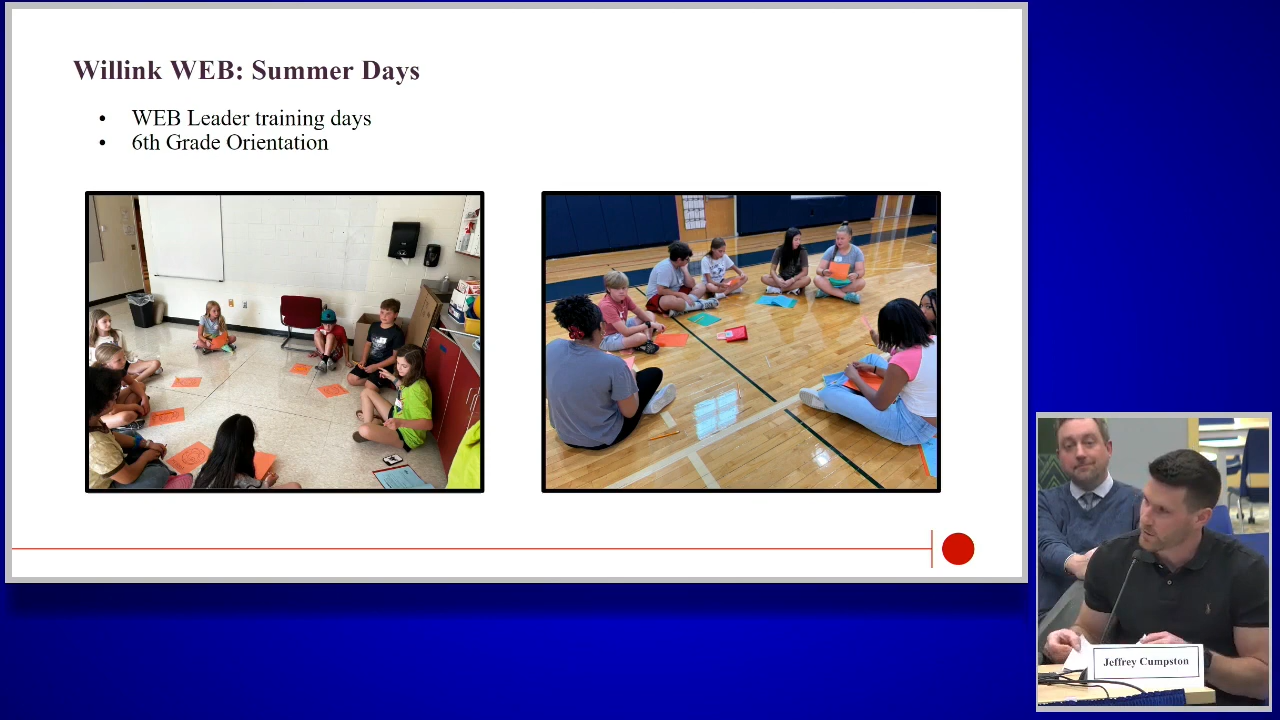 Willink WEB: Summer Days
• WEB Leader training days
• 6th Grade Orientation
Jeffrey Cumpston